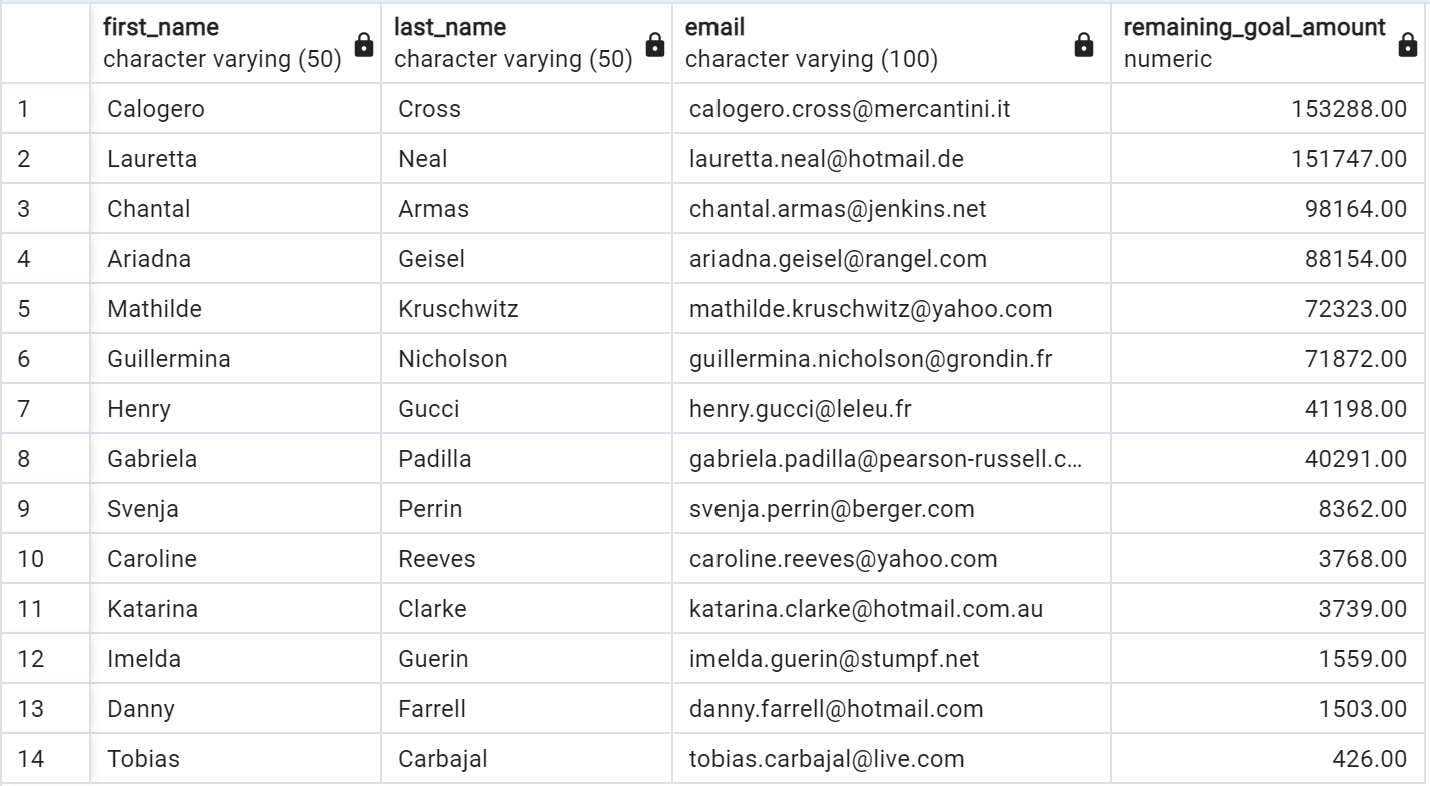 first_name last_name email remaining_goal_amount
character varying (50) character varying (50) character varying (100) numeric
1 Calogero Cross calogero.cross@mercantini.it 153288.00
2 Lauretta Neal lauretta.neal@hotmail.de 151747.00
3 Chantal Armas chantal.armas@jenkins.net 98164.00
4 Ariadna Geisel ariadna.geisel@rangel.com 88154.00
5 Mathilde Kruschwitz mathilde.kruschwitz@yahoo.com 72323.00
6 Guillermina Nicholson guillermina.nicholson@grondin.fr 71872.00
7 Henry Gucci henry.gucci@leleu.fr 41198.00
8 Gabriela Padilla gabriela.padilla@pearson-russell.c... 40291.00
9 Svenja Perrin svenja.perrin@berger.com 8362.00
10 Caroline Reeves caroline.reeves@yahoo.com 3768.00
11 Katarina Clarke katarina.clarke@hotmail.com.au 3739.00
12 Imelda Guerin imelda.guerin@stumpf.net 1559.00
13 Danny Farrell danny.farrell@hotmail.com 1503.00
14 Tobias Carbajal tobias.carbajal@live.com 426.00